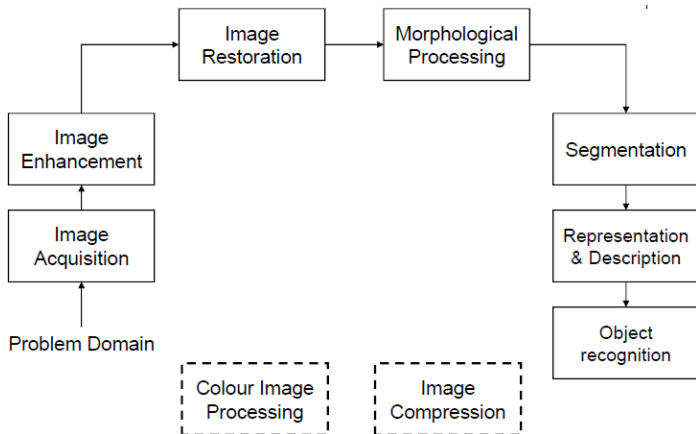 Image
Restoration
Morphological
Processing
Image
Enhancement
Segmentation
Image
Acquisition
Representation
& Description
Problem Domain
Object
recognition
Colour Image
Processing
Image
Compression